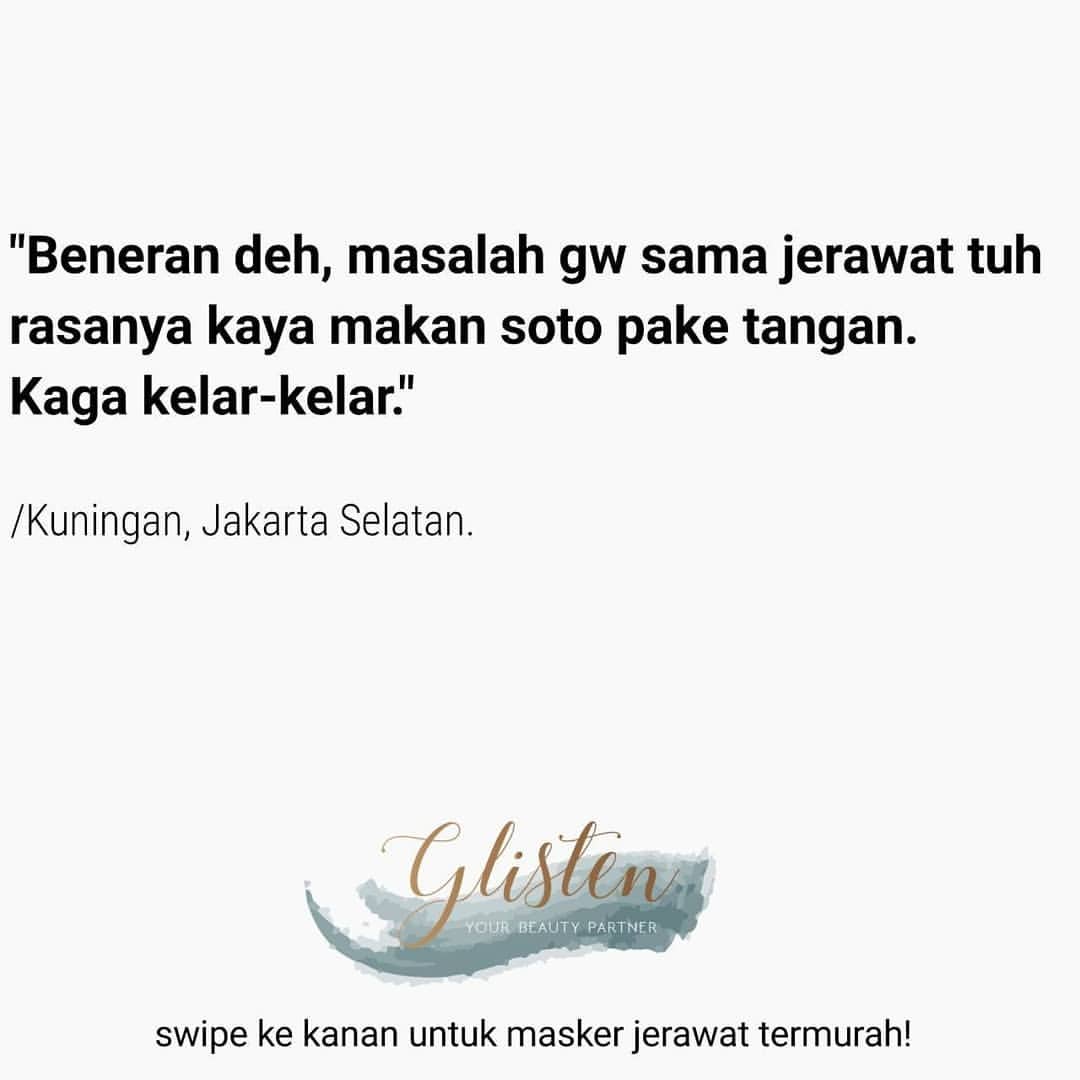 "Beneran deh, masalah gw sama jerawat tuh
rasanya kaya makan soto pake tangan.
Kaga kelar-kelar."
/Kuningan, Jakarta Selatan.
Glisten
YOUR BEAUTY PARTNER
swipe ke kanan untuk masker jerawat termurah!